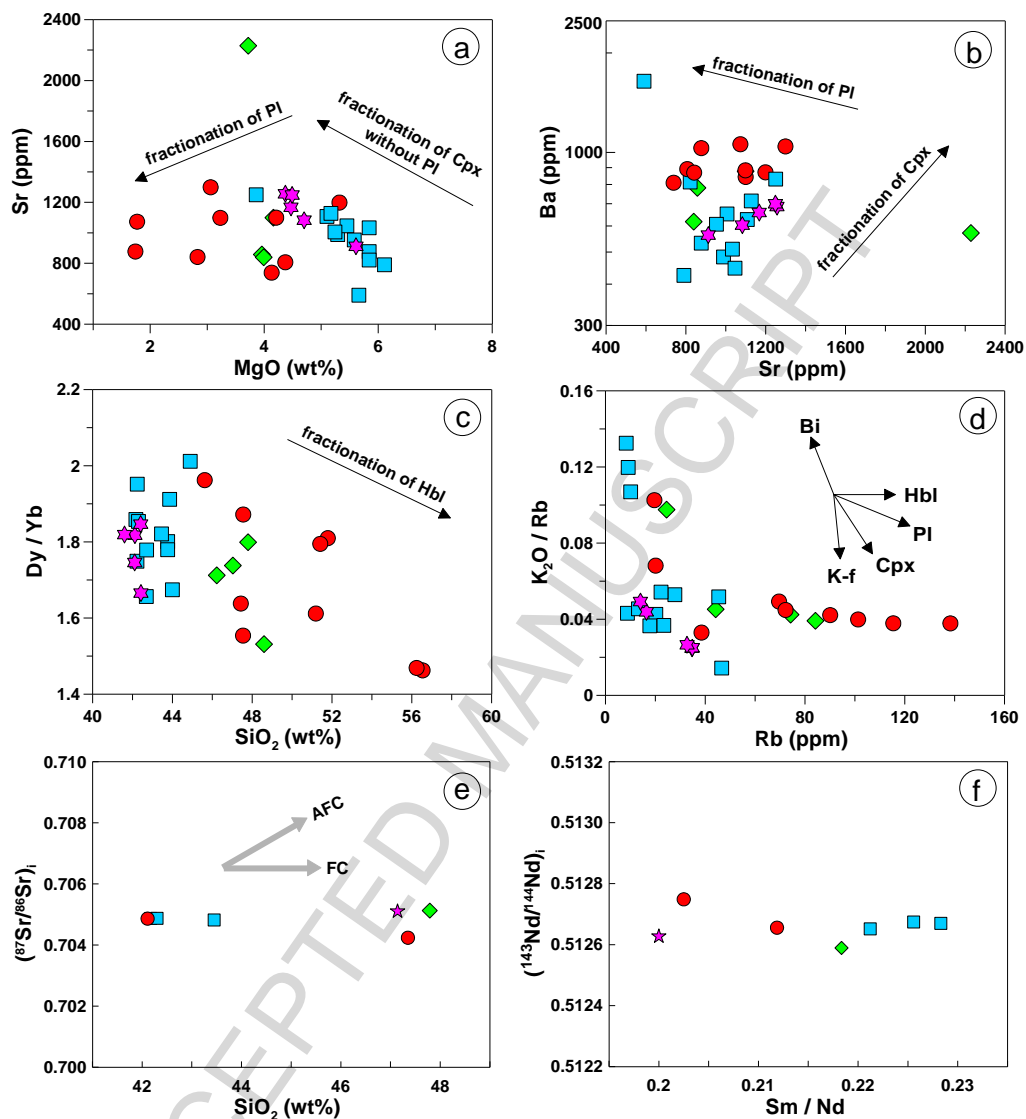 a
2400
2000
1600
1200
800
400
Sr (ppm)
fractionation of Pl
fractionation of Cpx
without Pl
2
4
6
8
MgO (wt%)
b
2500
1000
300
Ba (ppm)
fractionation of Pl
fractionation of Cpx
400
800
1200
1600
2000
2400
Sr (ppm)
c
2.2
2
1.8
1.6
1.4
Dy / Yb
fractionation of Hbl
40
44
48
52
56
60
SiO2 (wt%)
d
0.16
0.12
0.08
0.04
0
K2O / Rb
Bi
Hbl
Pl
Cpx
K-f
0
40
80
120
160
Rb (ppm)
e
0.710
0.708
0.706
0.704
0.702
0.700
(87Sr/86Sr)i
AFC
FC
42
44
46
48
SiO2 (wt%)
f
0.5132
0.5130
0.5128
0.5126
0.5124
0.5122
(143Nd/144Nd)i
0.2
0.21
0.22
0.23
Sm / Nd
ACCEPTED MANUSCRIPT